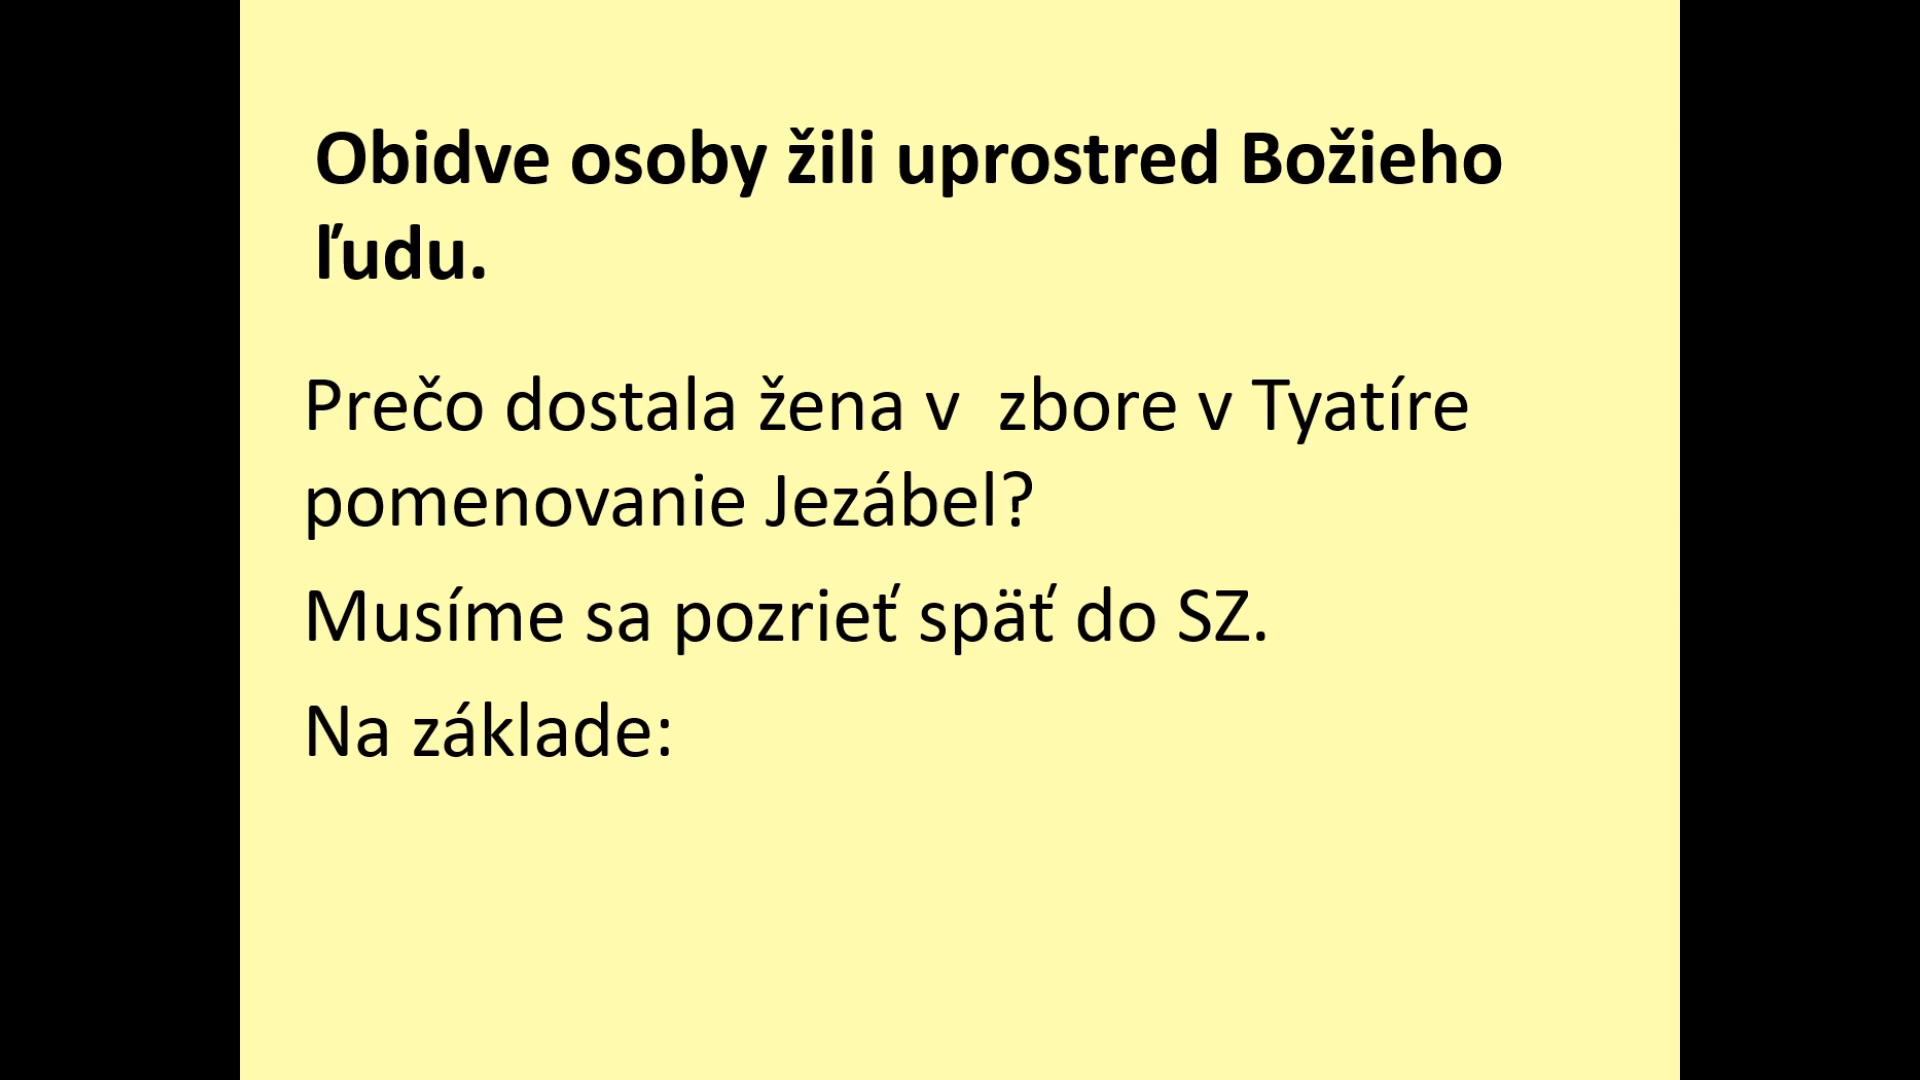 Obidve osoby žili uprostred Božieho
ľudu.
Prečo dostala žena v  zbore v Tyatíre
pomenovanie Jezábel?
Musíme sa pozrieť späť do SZ.
Na základe: